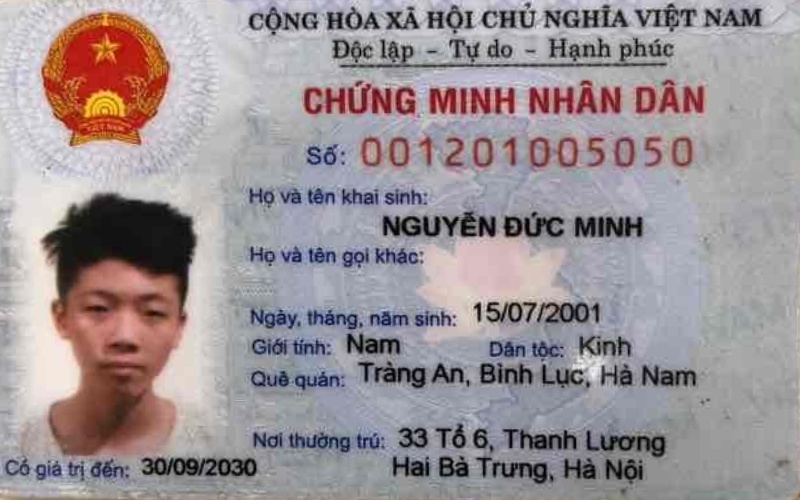 CỘNG HÒA XÃ HỘI CHỦ NGHĨA VIỆT NAM
Độc lập - Tự do - Hạnh phúc
CHỨNG MINH NHÂN DÂN
Số: 001201005050
Họ và tên khai sinh:
NGUYỄN ĐỨC MINH
Họ và tên gọi khác:
Ngày, tháng, năm sinh: 15/07/2001
Giới tính: Nam Dân tộc: Kinh
Quê quán: Tràng An, Bình Lục, Hà Nam
Nơi thường trú: 33 Tổ 6, Thanh Lương
Hai Bà Trưng, Hà Nội
Có giá trị đến: 30/09/2030
VIỆT NAM